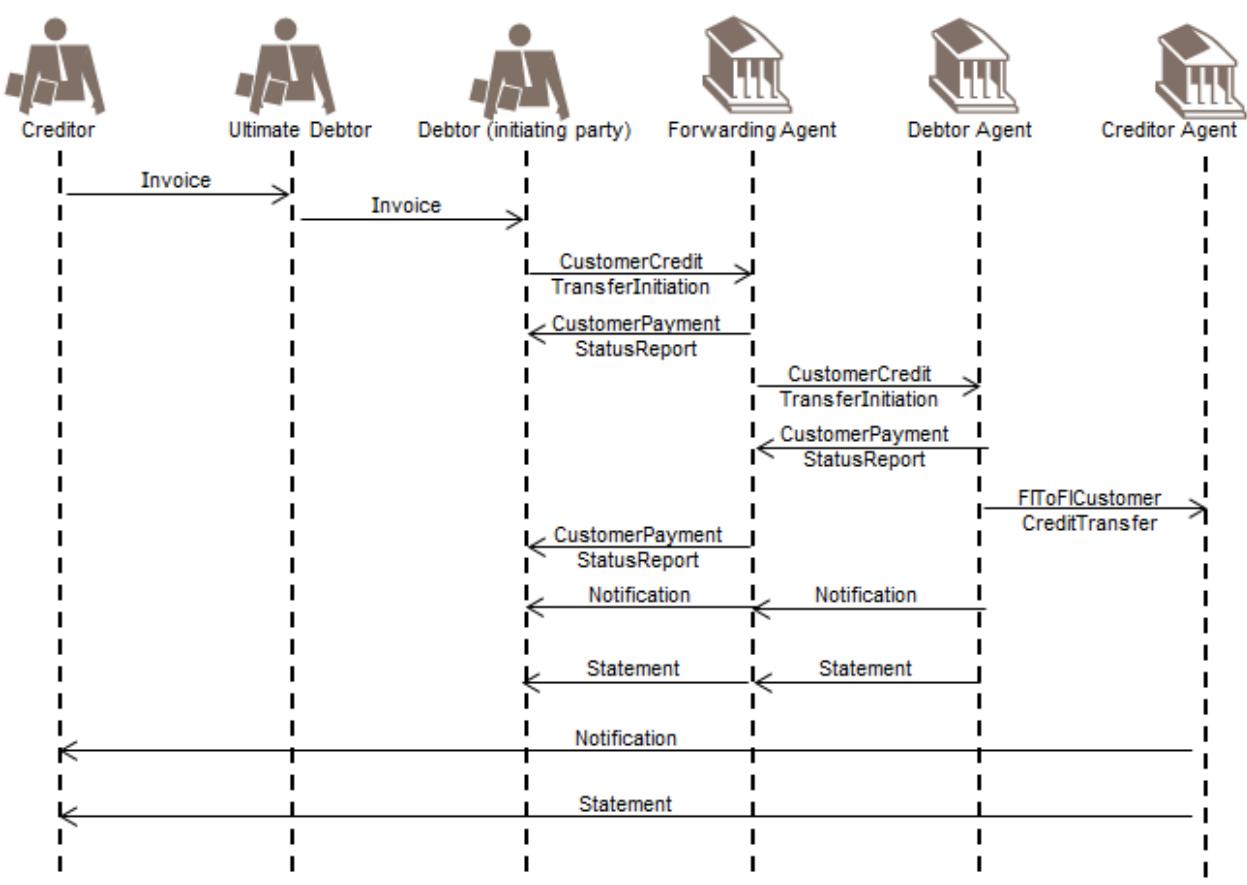 Creditor
Ultimate Debtor
Debtor (initiating party)
Forwarding Agent
Debtor Agent
Creditor Agent
Invoice
Invoice
CustomerCredit
TransferInitiation
CustomerPayment
StatusReport
CustomerCredit
TransferInitiation
CustomerPayment
StatusReport
FIToFICustomer
CreditTransfer
CustomerPayment
StatusReport
Notification
Notification
Statement
Statement
Notification
Statement